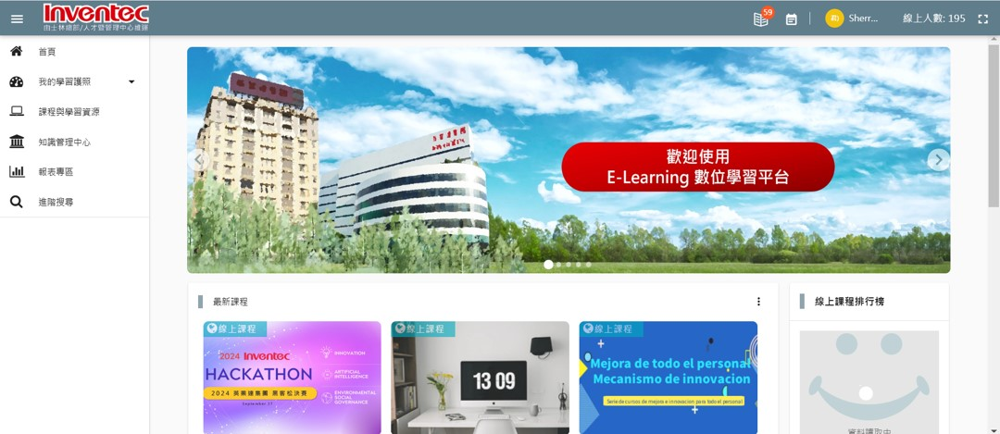 Inventec
由士林總部/人才暨管理中心維運
59
Sherr...
線上人數: 195
首頁
我的學習護照
課程與學習資源
知識管理中心
報表專區
進階搜尋
歡迎使用
E-Learning 數位學習平台
最新課程
線上課程排行榜
線上課程
2024 Inventec
HACKATHON
2024 英業達集團 黑客松決賽
September 27
INNOVATION
ARTIFICIAL
INTELLIGENCE
ENVIRONMENTAL
SOCIAL
GOVERNANCE
線上課程
13 09
線上課程
Mejora de todo el personal
Mecanismo de innovacion
Serie de cursos de mejora e innovacion para todo el personal
資料讀取中